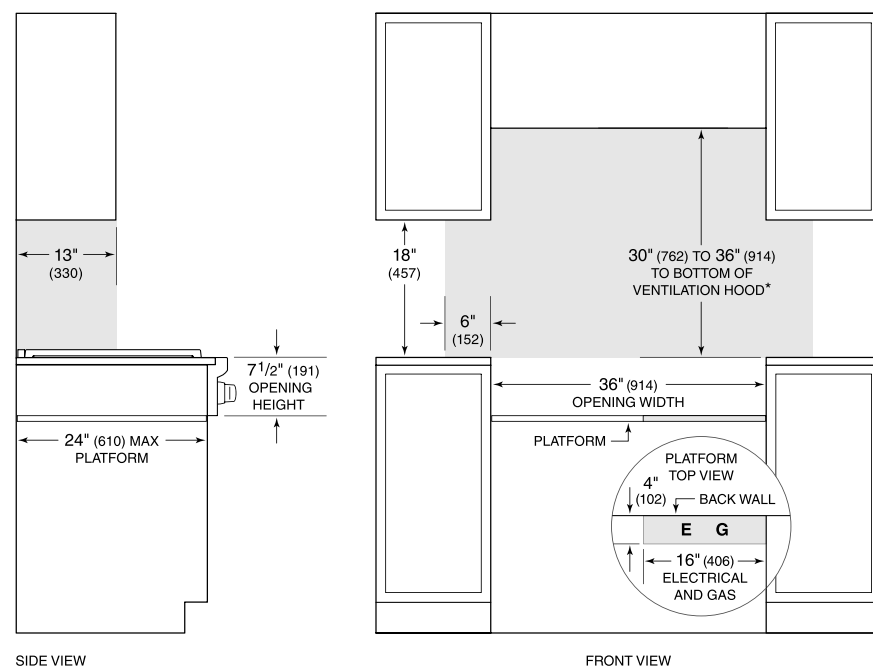 13"
(330)
7 1/2" (191)
OPENING
HEIGHT
24" (610) MAX
PLATFORM
SIDE VIEW
18"
(457)
30" (762) TO 36" (914)
TO BOTTOM OF
VENTILATION HOOD*
6"
(152)
36" (914)
OPENING WIDTH
PLATFORM
PLATFORM
TOP VIEW
4"
(102)
BACK WALL
E G
16" (406)
ELECTRICAL
AND GAS
FRONT VIEW